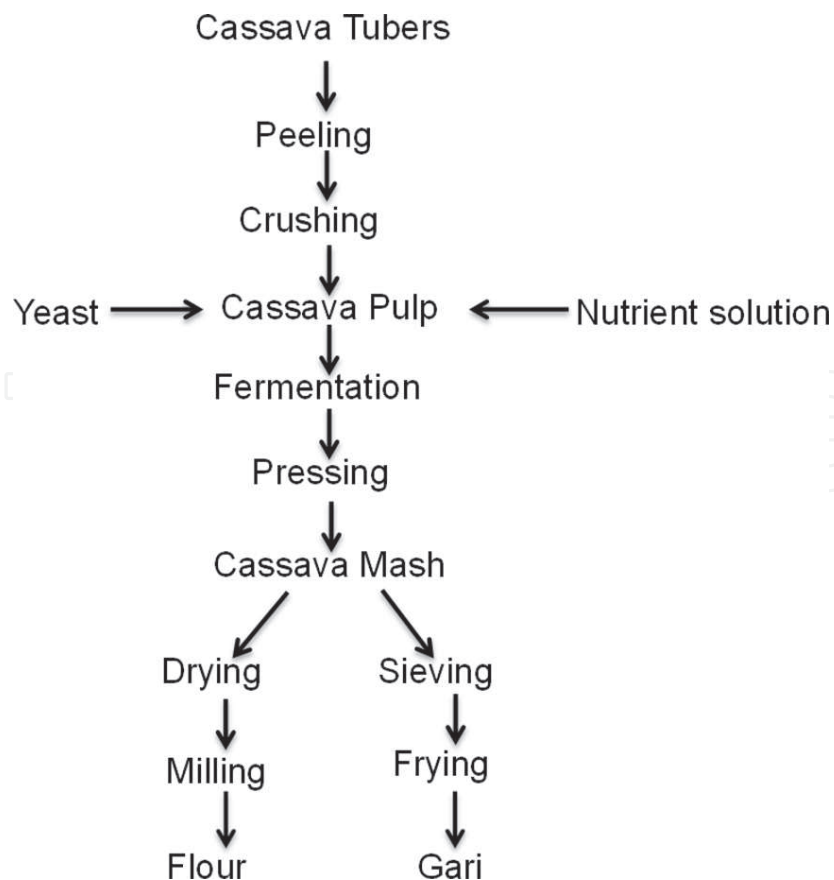 Cassava Tubers
Peeling
Crushing
Yeast
Cassava Pulp
Nutrient solution
Fermentation
Pressing
Cassava Mash
Drying
Sieving
Milling
Frying
Flour
Gari